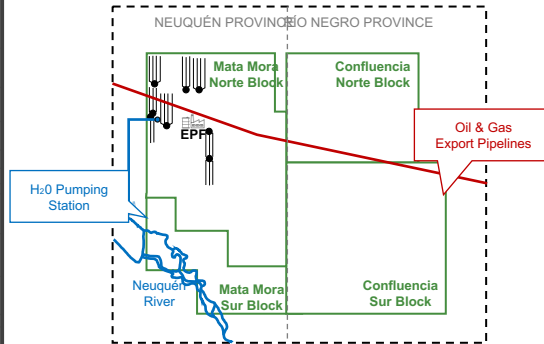 NEUQUÉN PROVINCE
RÍO NEGRO PROVINCE
Mata Mora
Norte Block
Confluencia
Norte Block
EPF
Oil & Gas
Export Pipelines
H20 Pumping
Station
Neuquén
River
Mata Mora
Sur Block
Confluencia
Sur Block